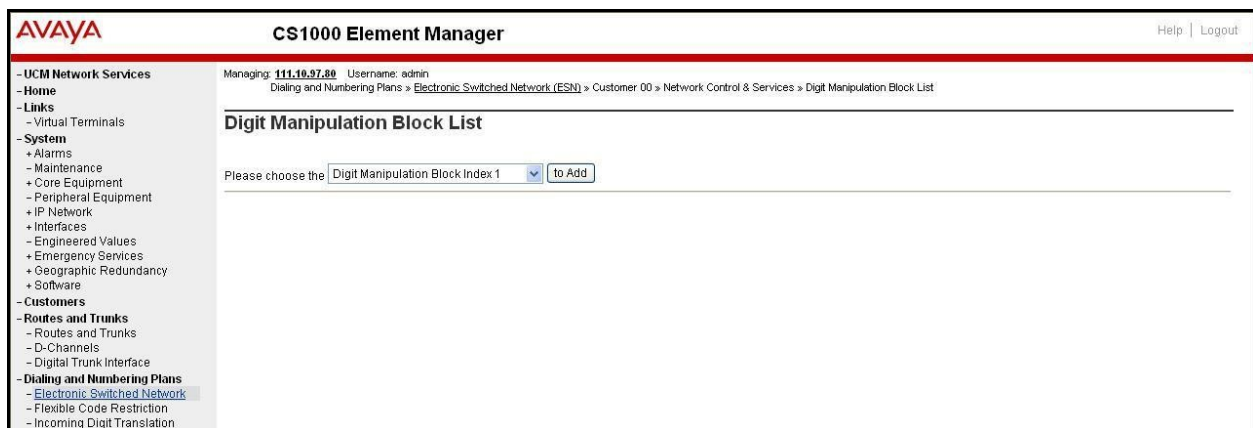 AVAYA
CS1000 Element Manager
Help | Logout
- UCM Network Services
- Home
- Links
- Virtual Terminals
- System
+ Alarms
- Maintenance
+ Core Equipment
- Peripheral Equipment
+ IP Network
+ Interfaces
- Engineered Values
+ Emergency Services
+ Geographic Redundancy
+ Software
- Customers
- Routes and Trunks
- Routes and Trunks
- D-Channels
- Digital Trunk Interface
- Dialing and Numbering Plans
- Electronic Switched Network
- Flexible Code Restriction
- Incoming Digit Translation
Managing: 111.10.97.80 Username: admin
Dialing and Numbering Plans » Electronic Switched Network (ESN) » Customer 00 » Network Control & Services » Digit Manipulation Block List
Digit Manipulation Block List
Please choose the Digit Manipulation Block Index 1 to Add